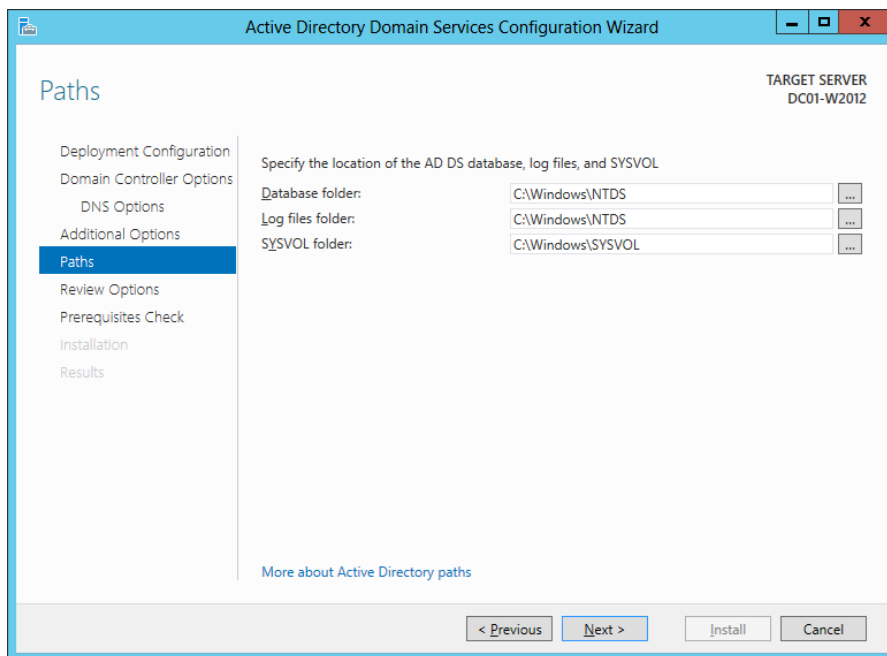 Active Directory Domain Services Configuration Wizard
Paths
TARGET SERVER
DC01-W2012
Deployment Configuration
Domain Controller Options
DNS Options
Additional Options
Paths
Review Options
Prerequisites Check
Installation
Results
Specify the location of the AD DS database, log files, and SYSVOL
Database folder: C:\Windows\NTDS ...
Log files folder: C:\Windows\NTDS ...
SYSVOL folder: C:\Windows\SYSVOL ...
More about Active Directory paths
< Previous Next > Install Cancel